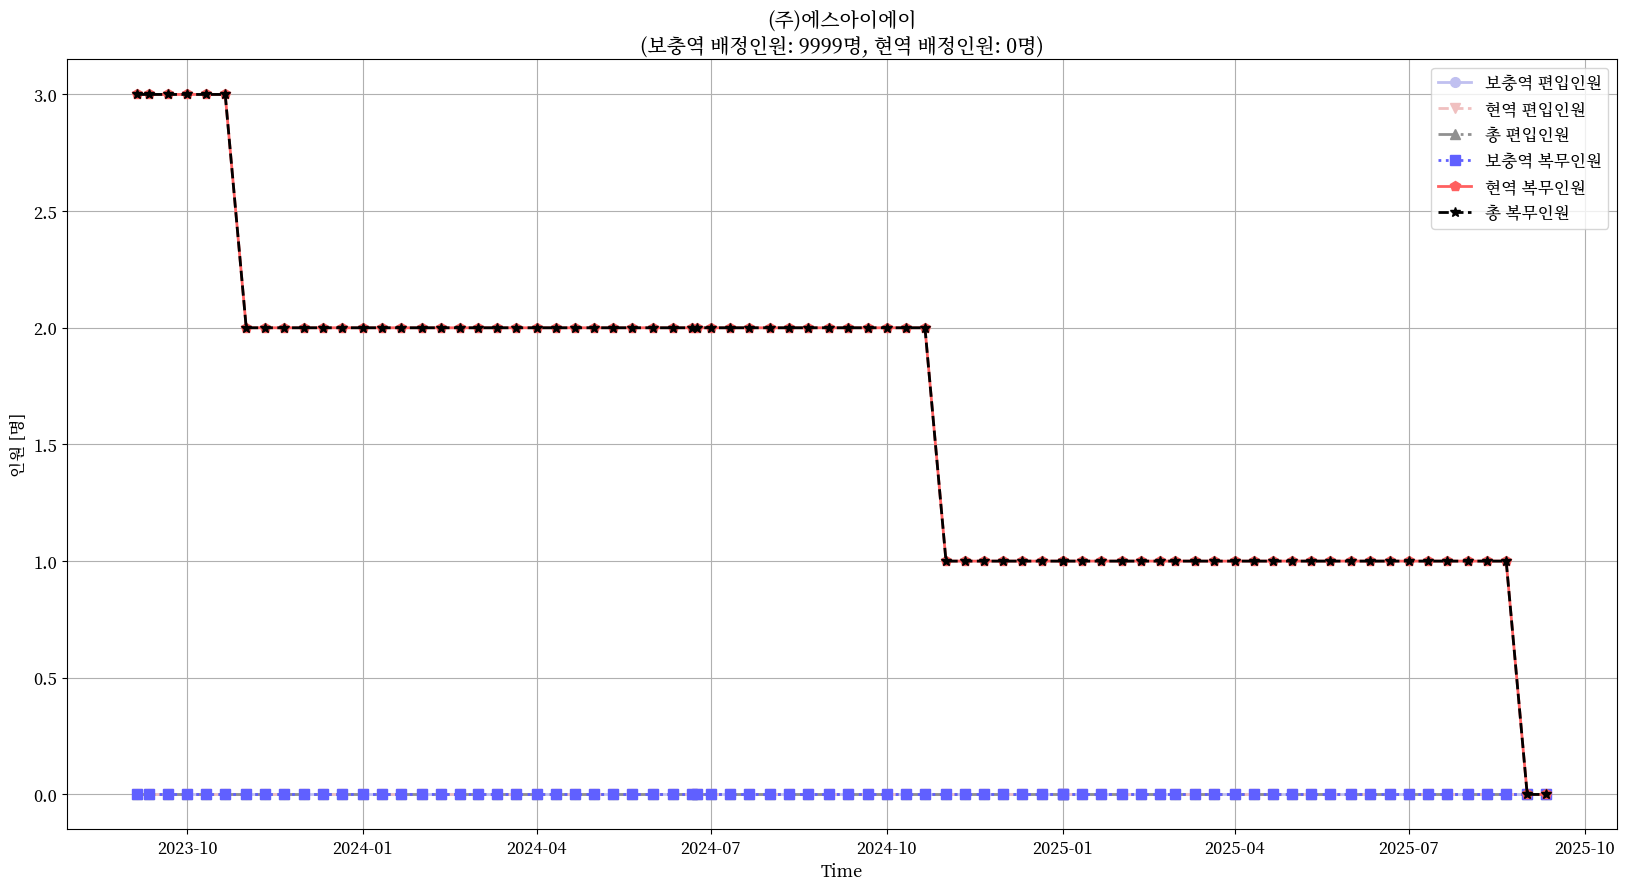 (주)에스아이에이
(보충역 배정인원: 9999명, 현역 배정인원: 0명)
보충역 편입인원
현역 편입인원
총 편입인원
보충역 복무인원
현역 복무인원
총 복무인원
인원 [명]
3.0
2.5
2.0
1.5
1.0
0.5
0.0
2023-10
2024-01
2024-04
2024-07
2024-10
2025-01
2025-04
2025-07
2025-10
Time